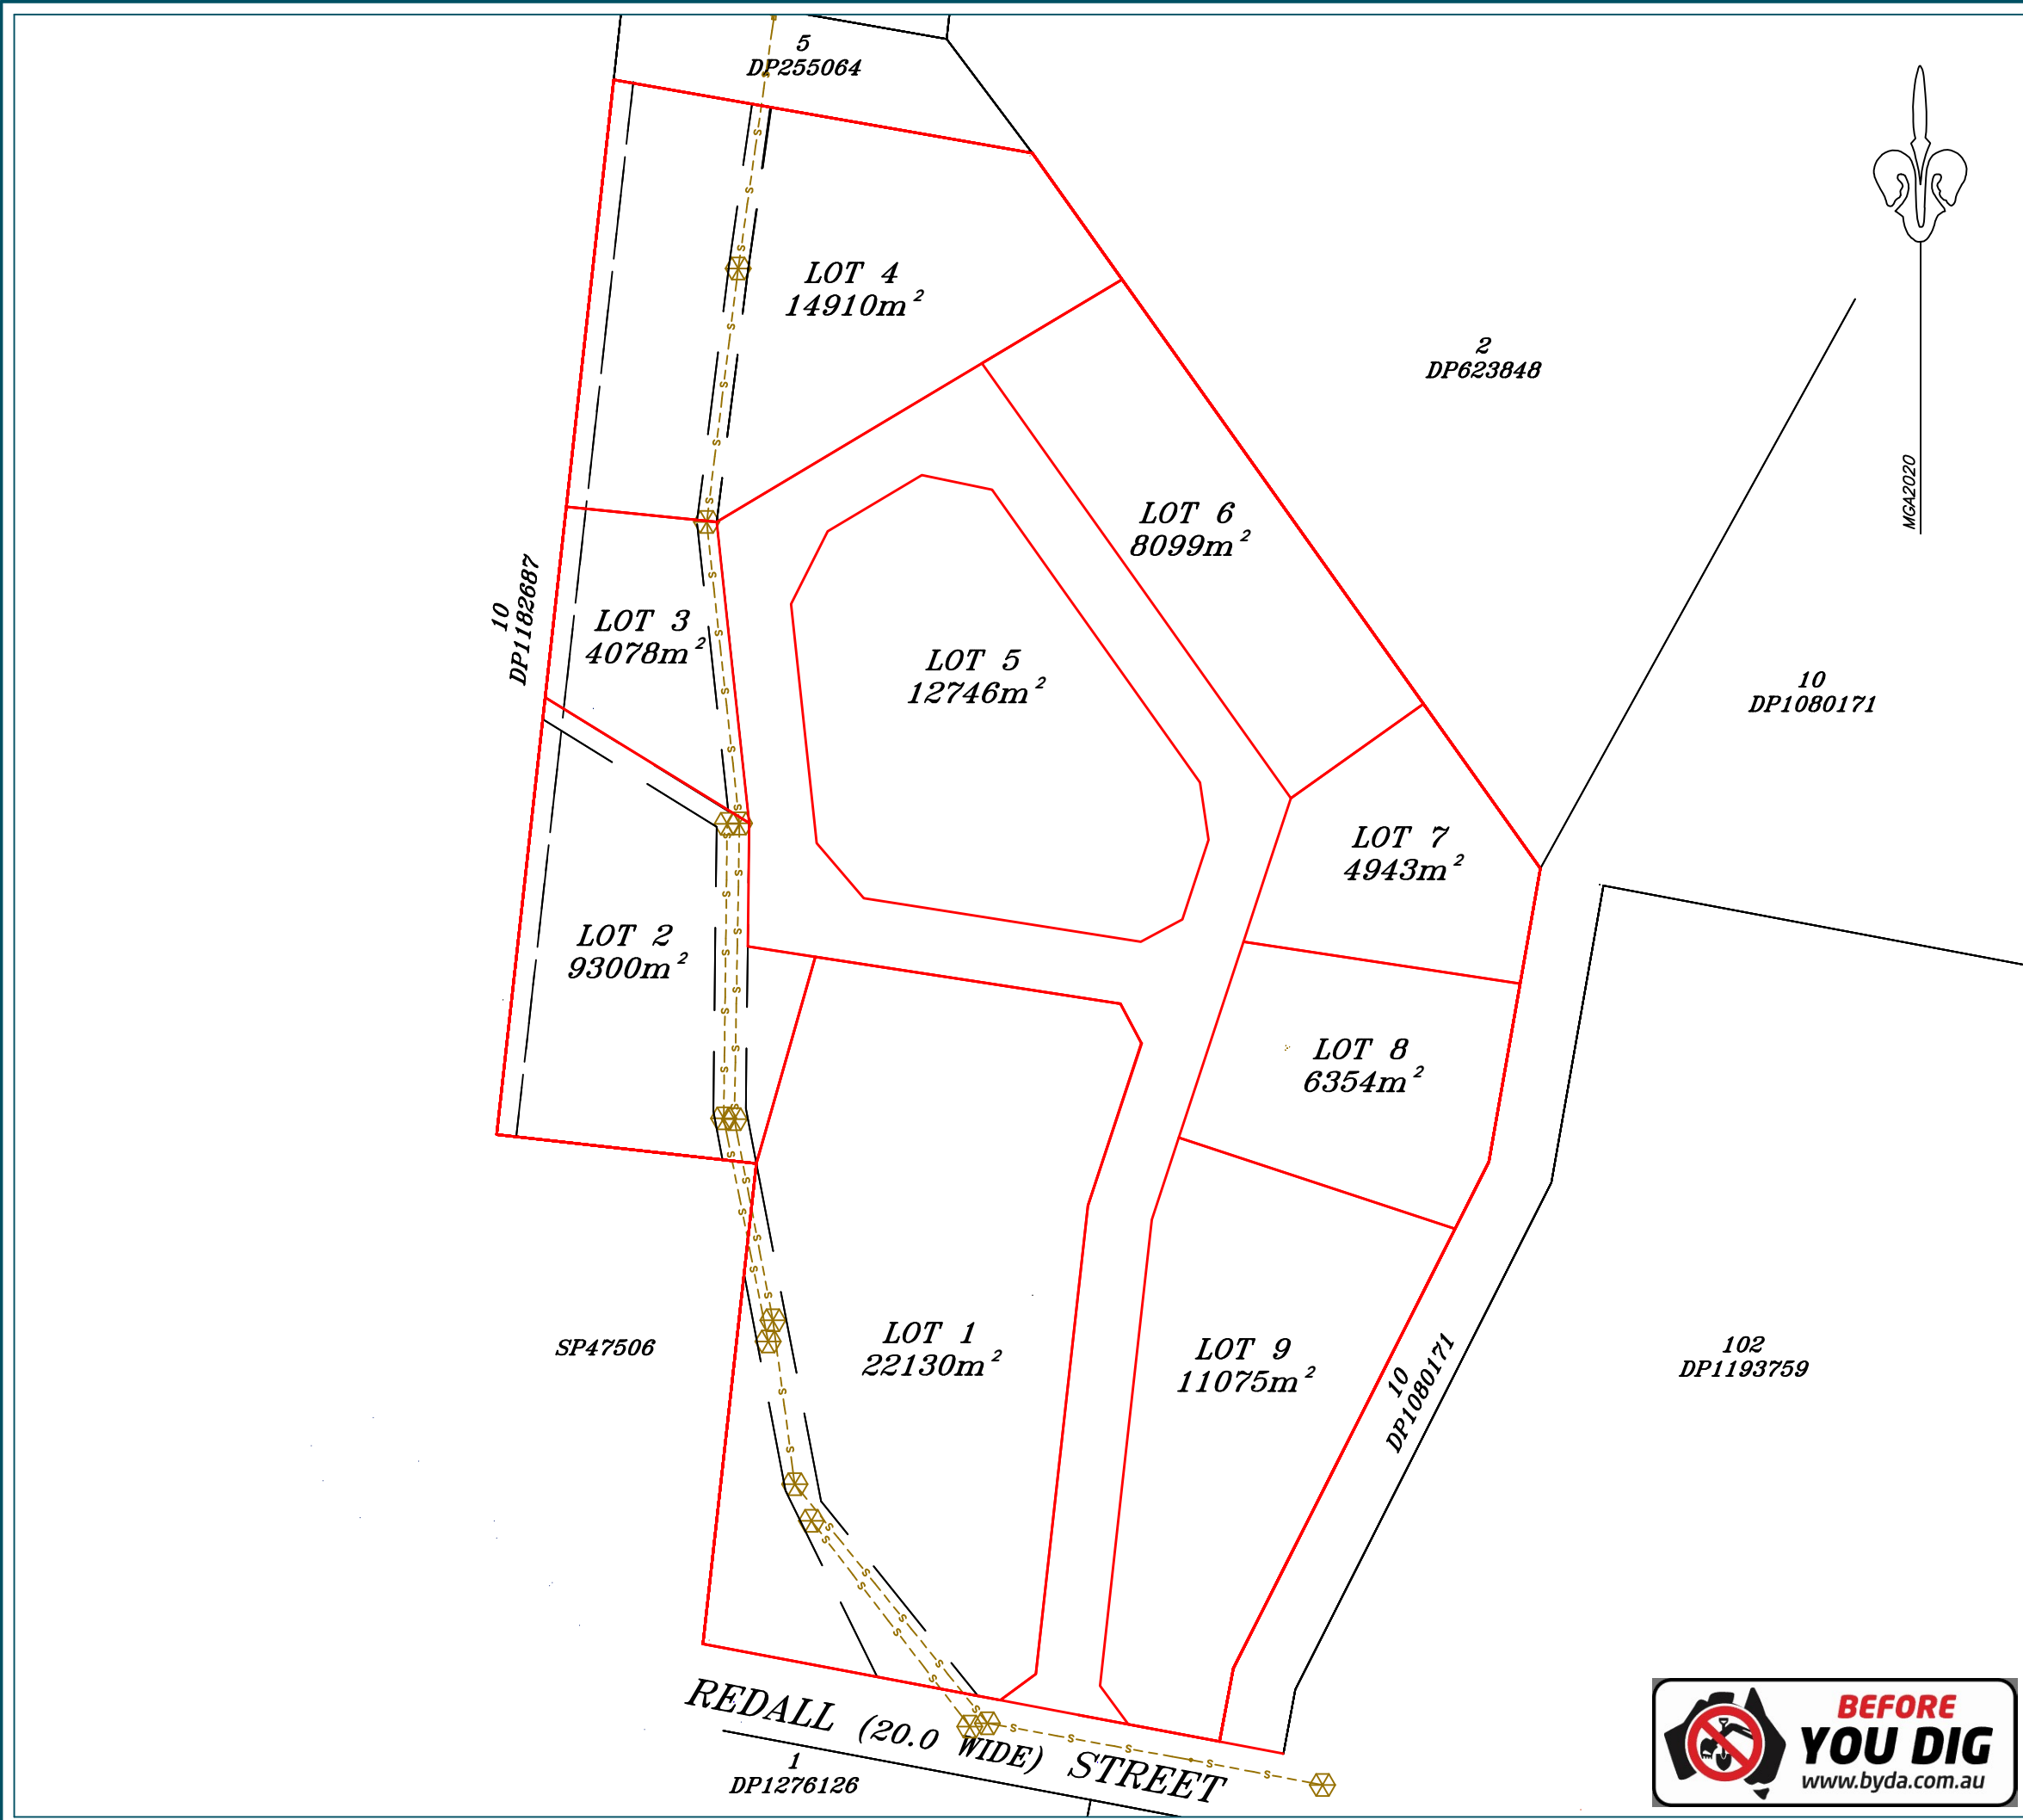 5
DP255064
LOT 4
14910m²
2
DP623848
MGA2020
LOT 6
8099m²
10
DP1182687
LOT 3
4078m²
LOT 5
12746m²
10
DP1080171
LOT 7
4943m²
LOT 2
9300m²
LOT 8
6354m²
SP47506
LOT 1
22130m²
LOT 9
11075m²
10
DP1080171
102
DP1193759
REDALL (20.0 WIDE) STREET
1
DP1276126
BEFORE
YOU DIG
www.byda.com.au